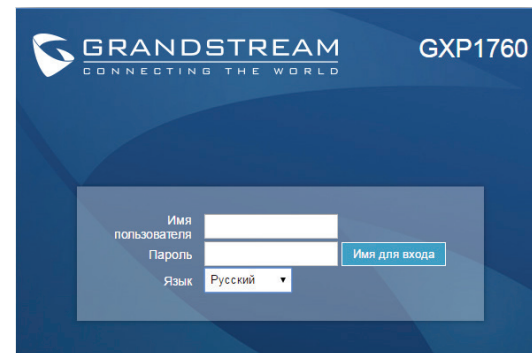 GRANDSTREAM
CONNECTING THE WORLD
GXP1760
Имя
пользователя
Пароль
Имя для входа
Язык
Русский